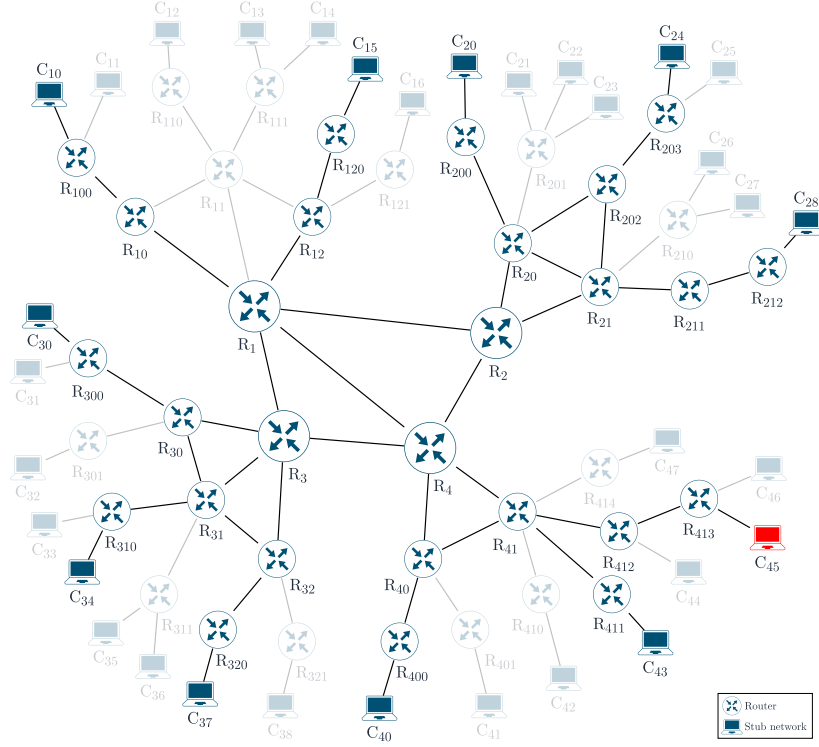 C12
C13
C14
C15
C20
C24
C10
C11
C22
C25
C21
C16
C23
R110
R111
C26
R120
R203
R200
R201
C27
R100
R11
R121
C28
R202
R10
R12
R210
R20
R212
R21
R211
C30
R1
R2
C31
R300
R30
C47
R301
R3
C46
C32
R4
R414
C33
R310
R31
R41
R413
C45
R412
C34
R32
R40
C44
R311
R410
R411
C35
R320
R321
R400
R401
C36
C43
C37
C42
C38
C40
C41
Router
Stub network